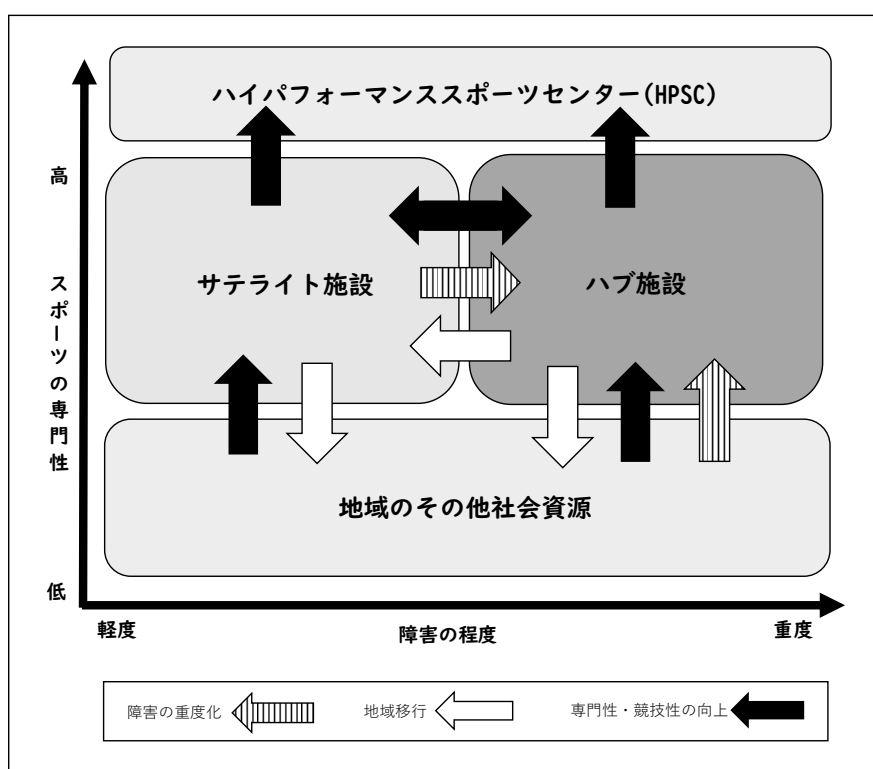 ハイパフォーマンススポーツセンター(HPSC)
高
スポーツの専門性
サテライト施設
ハブ施設
地域のその他社会資源
低
軽度
障害の程度
重度
障害の重度化
地域移行
専門性・競技性の向上